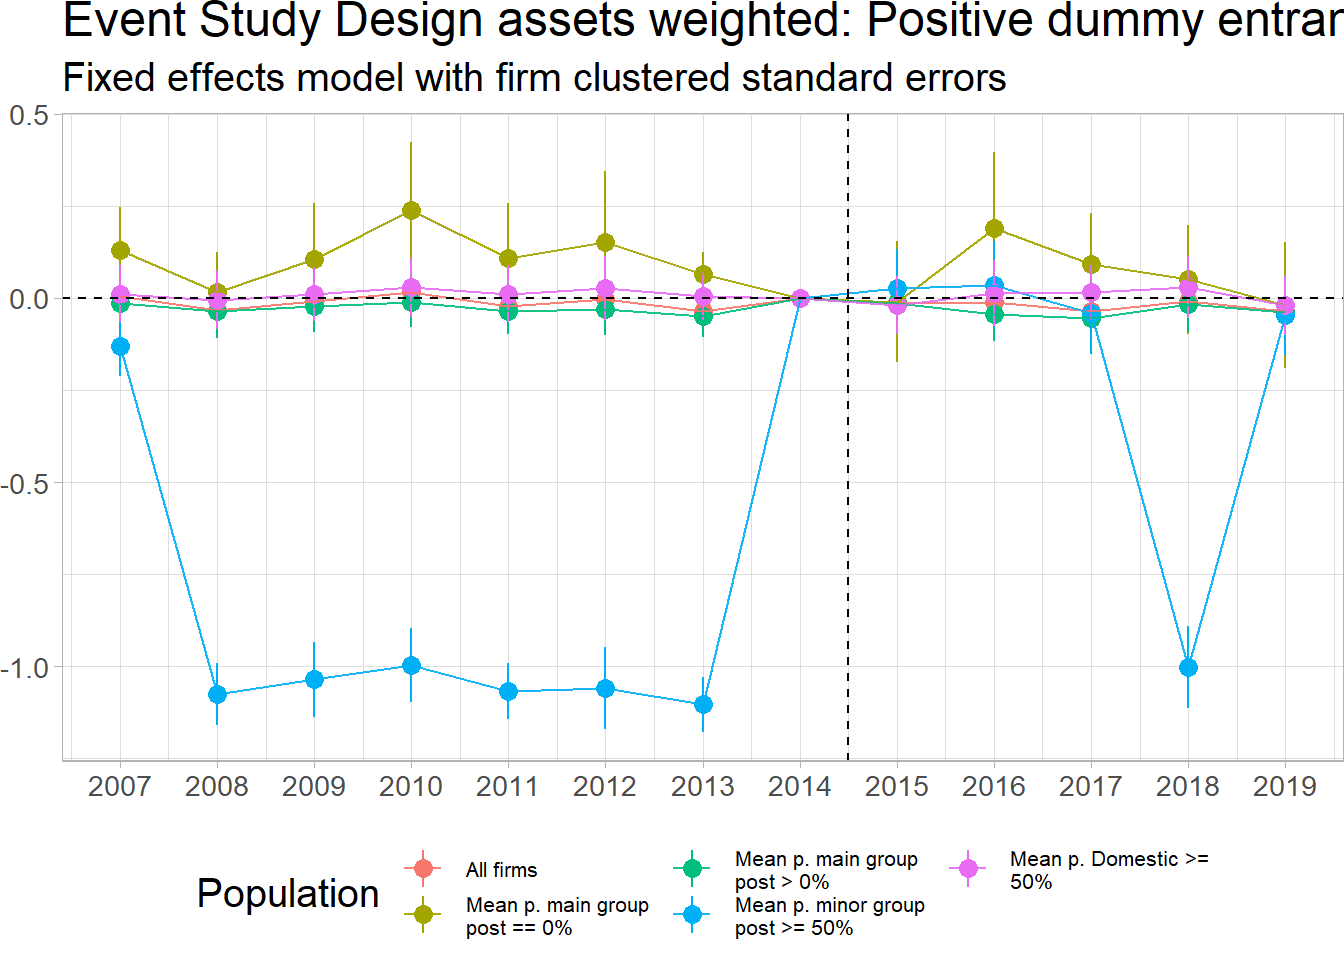 Event Study Design assets weighted: Positive dummy
Fixed effects model with firm clustered standard errors
0.5
0.0
-0.5
-1.0
2007 2008 2009 2010 2011 2012 2013 2014 2015 2016 2017 2018 2019
Population
All firms
Mean p. main group
post == 0%
Mean p. main group
post > 0%
Mean p. minor group
post >= 50%
Mean p. Domestic >=
50%